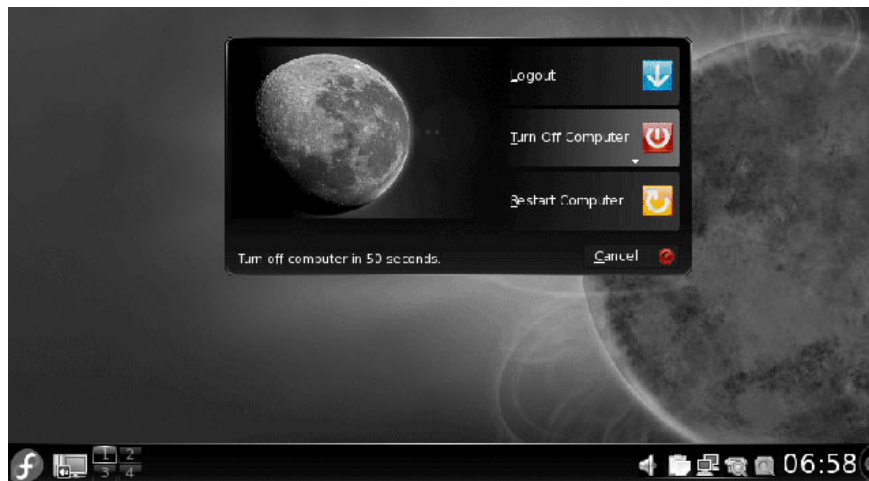 Logout
Turn Off Computer
Restart Computer
Turn off computer in 50 seconds.
Cancel
1 2
3 4
06:58